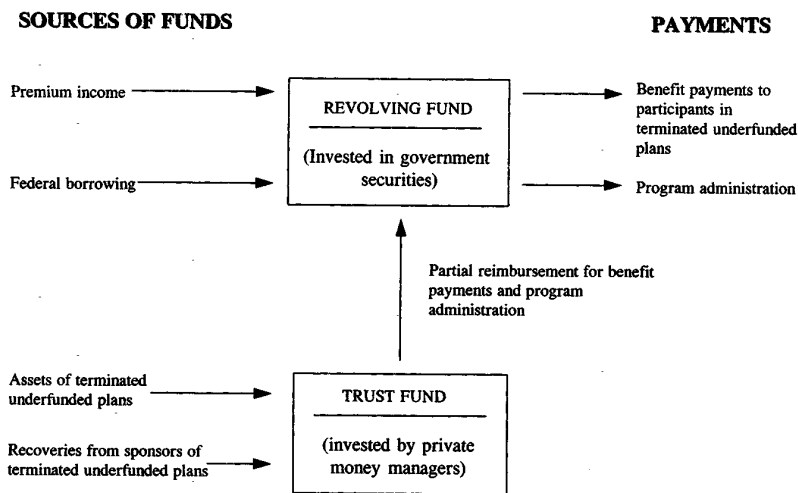 SOURCES OF FUNDS
PAYMENTS
Premium income
Federal borrowing
REVOLVING FUND
(Invested in government
securities)
Benefit payments to
participants in
terminated underfunded
plans
Program administration
Partial reimbursement for benefit
payments and program
administration
Assets of terminated
underfunded plans
Recoveries from sponsors of
terminated underfunded plans
TRUST FUND
(invested by private
money managers)